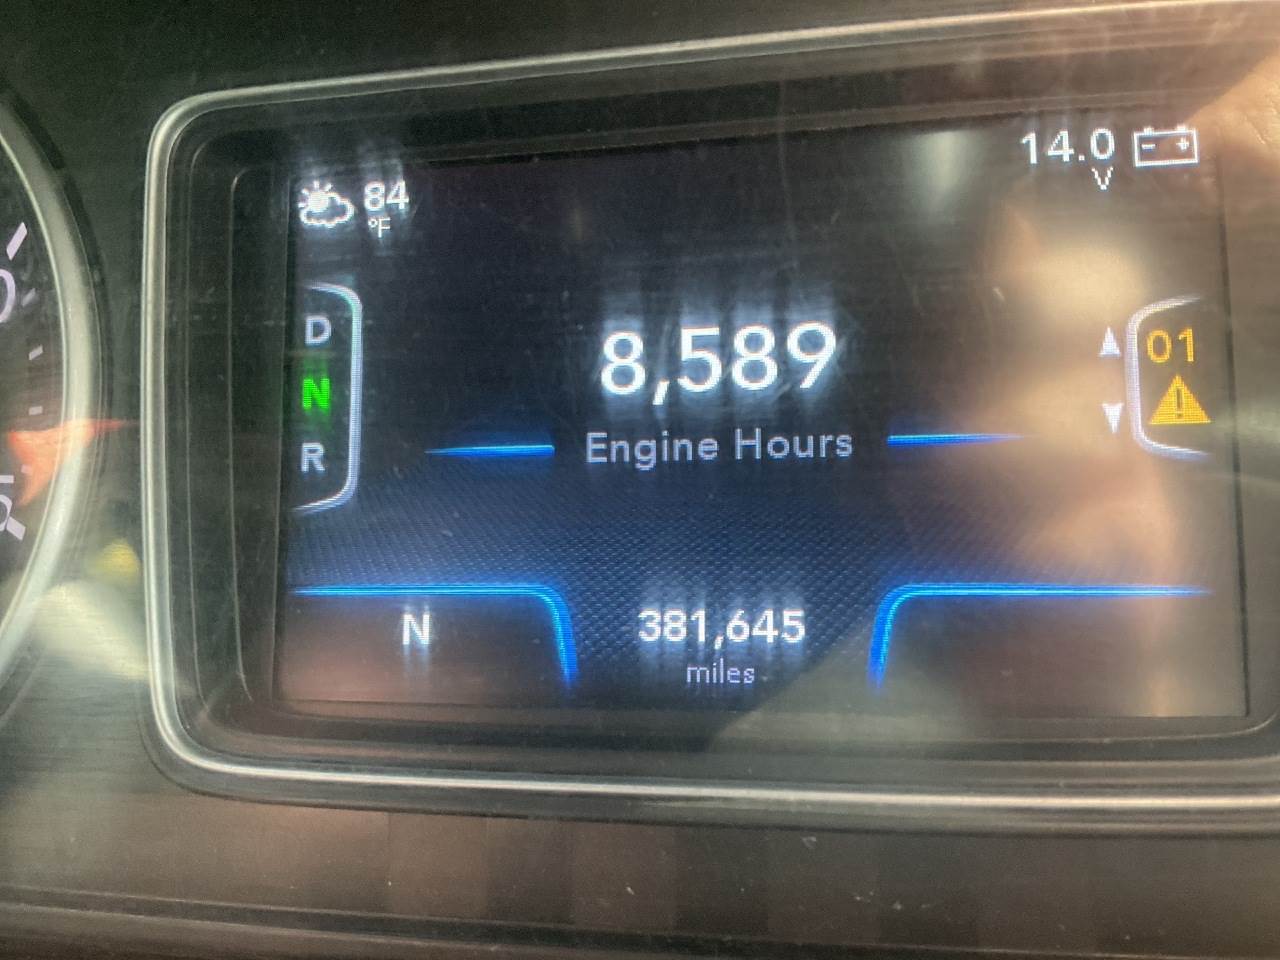 14.0
V
84
°F
D
N
R
8,589
Engine Hours
01
N
381,645
miles